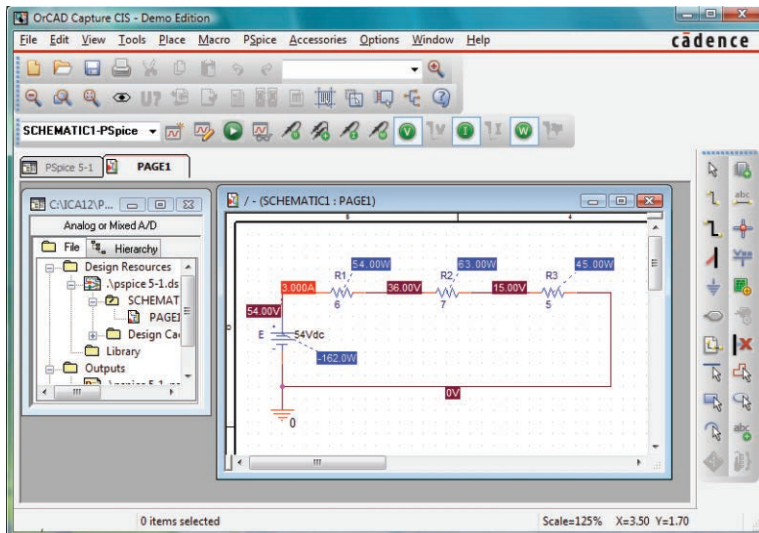 OrCAD Capture CIS - Demo Edition
File Edit View Tools Place Macro PSpice Accessories Options Window Help
cādence
U?
SCHEMATIC1-PSpice
V I W
PSpice 5-1 PAGE1
C:\ICA12\P...
Analog or Mixed A/D
File Hierarchy
Design Resources
.\pspice 5-1.ds
SCHEMAT
PAGE1
Design Ca
Library
Outputs
/ - (SCHEMATIC1 : PAGE1)
54.00W 63.00W 45.00W
R1 R2 R3
3.000A 36.00V 15.00V
6 7 5
54.00V
E 54Vdc
-162.0W
0V
0
abc
abc
0 items selected Scale=125% X=3.50 Y=1.70